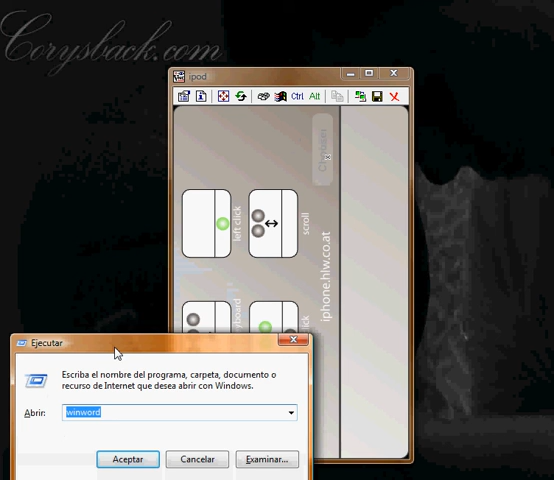 Corysback.com
ipod
Ctrl Alt
left click
scroll
iphone.hlw.co.at
Ejecutar
Escriba el nombre del programa, carpeta, documento o
recurso de Internet que desea abrir con Windows.
Abrir: winword
Aceptar Cancelar Examinar...